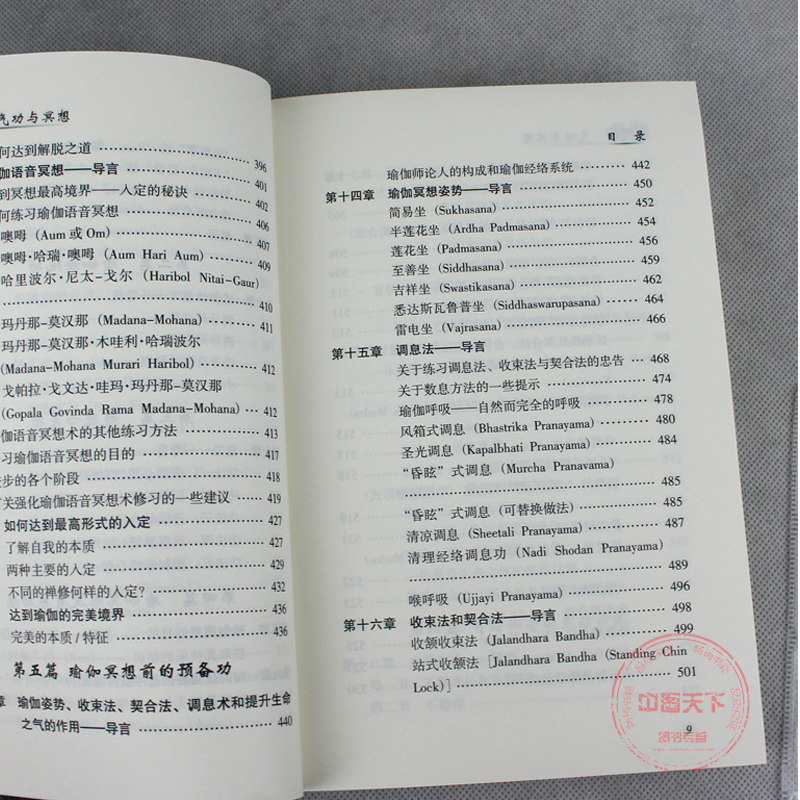 气功与冥想
何达到解脱之道 396
伽语音冥想——导言 401
到冥想最高境界——入定的秘诀 402
何练习瑜伽语音冥想 406
噢姆 (Aum 或 Om) 407
噢姆·哈瑞·噢姆 (Aum Hari Aum) 409
哈里波尔·尼太-戈尔 (Haribol Nitai-Gaur)
410
玛丹那-莫汉那 (Madana-Mohana) 411
玛丹那-莫汉那·木哇利·哈瑞波尔
(Madana-Mohana Murari Haribol) 412
戈帕拉·戈文达·哇玛·玛丹那-莫汉那
(Gopala Govinda Rama Madana-Mohana) 412
伽语音冥想术的其他练习方法 413
习瑜伽语音冥想的目的 417
步的各个阶段 418
关强化瑜伽语音冥想术修习的一些建议 419
如何达到最高形式的入定 427
了解自我的本质 427
两种主要的入定 429
不同的禅修何样的入定? 432
达到瑜伽的完美境界 436
完美的本质/特征 436
第五篇 瑜伽冥想前的预备功
章 瑜伽姿势、收束法、契合法、调息术和提升生命
之气的作用——导言 440
目 录
瑜伽师论人的构成和瑜伽经络系统 442
第十四章 瑜伽冥想姿势——导言 450
简易坐 (Sukhasana) 452
半莲花坐 (Ardha Padmasana) 454
莲花坐 (Padmasana) 456
至善坐 (Siddhasana) 459
吉祥坐 (Swastikasana) 462
悉达斯瓦鲁普坐 (Siddhaswarupasana) 464
雷电坐 (Vajrasana) 466
第十五章 调息法——导言
关于练习调息法、收束法与契合法的忠告 468
关于数息方法的一些提示 474
瑜伽呼吸——自然而完全的呼吸 478
风箱式调息 (Bhastrika Pranayama) 480
圣光调息 (Kapalbhati Pranayama) 484
“昏眩”式调息 (Murcha Pranavama)
485
“昏眩”式调息 (可替换做法) 485
清凉调息 (Sheetali Pranayama) 487
清理经络调息功 (Nadi Shodan Pranayama)
489
喉呼吸 (Ujjayi Pranayama) 496
第十六章 收束法和契合法——导言 498
收颔收束法 (Jalandhara Bandha) 499
站式收颔法 [Jalandhara Bandha (Standing Chin
Lock)] 501
9
中图天下